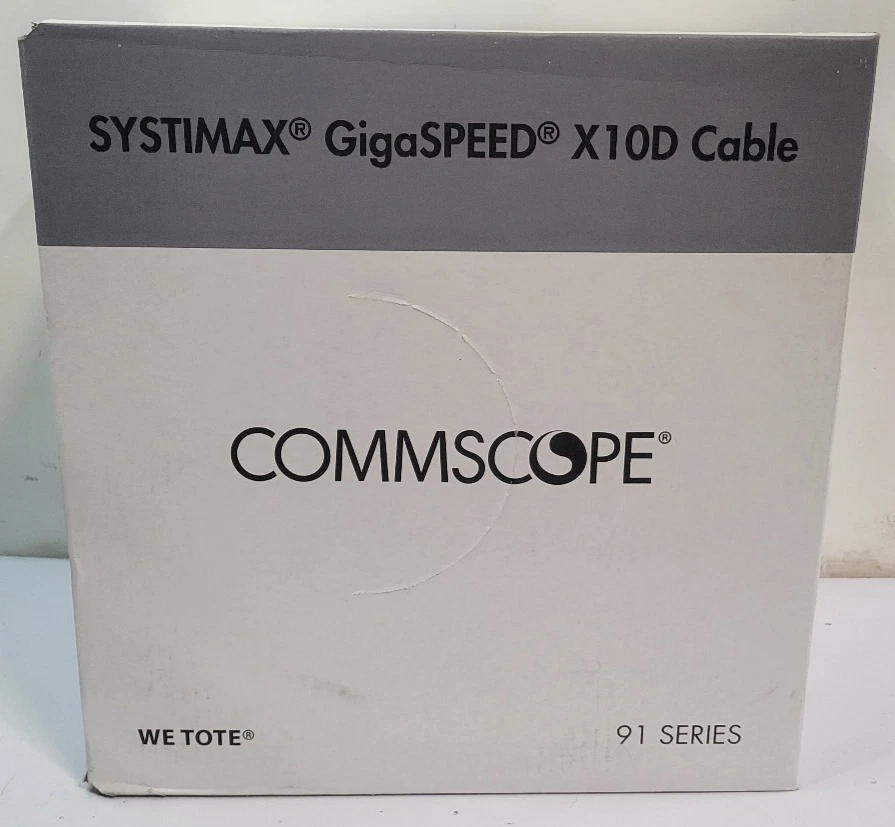 SYSTIMAX® GigaSPEED® X10D Cable
COMMSCOPE®
WE TOTE®
91 SERIES